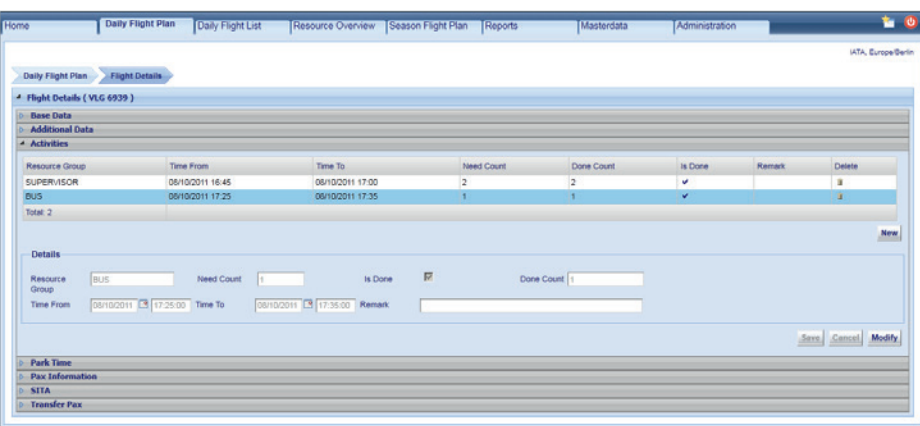 Home Daily Flight Plan Daily Flight List Resource Overview Season Flight Plan Reports Masterdata Administration
IATA, Europe/Berlin
Daily Flight Plan Flight Details
Flight Details ( VLG 6939 )
Base Data
Additional Data
Activities
Resource Group Time From Time To Need Count Done Count Is Done Remark Delete
SUPERVISOR 08/10/2011 16:45 08/10/2011 17:00 2 2
BUS 08/10/2011 17:25 08/10/2011 17:35 1 1
Total: 2
New
Details
Resource Group BUS Need Count 1 Is Done Done Count 1
Time From 08/10/2011 17:25:00 Time To 08/10/2011 17:35:00 Remark
Save Cancel Modify
Park Time
Pax Information
SITA
Transfer Pax